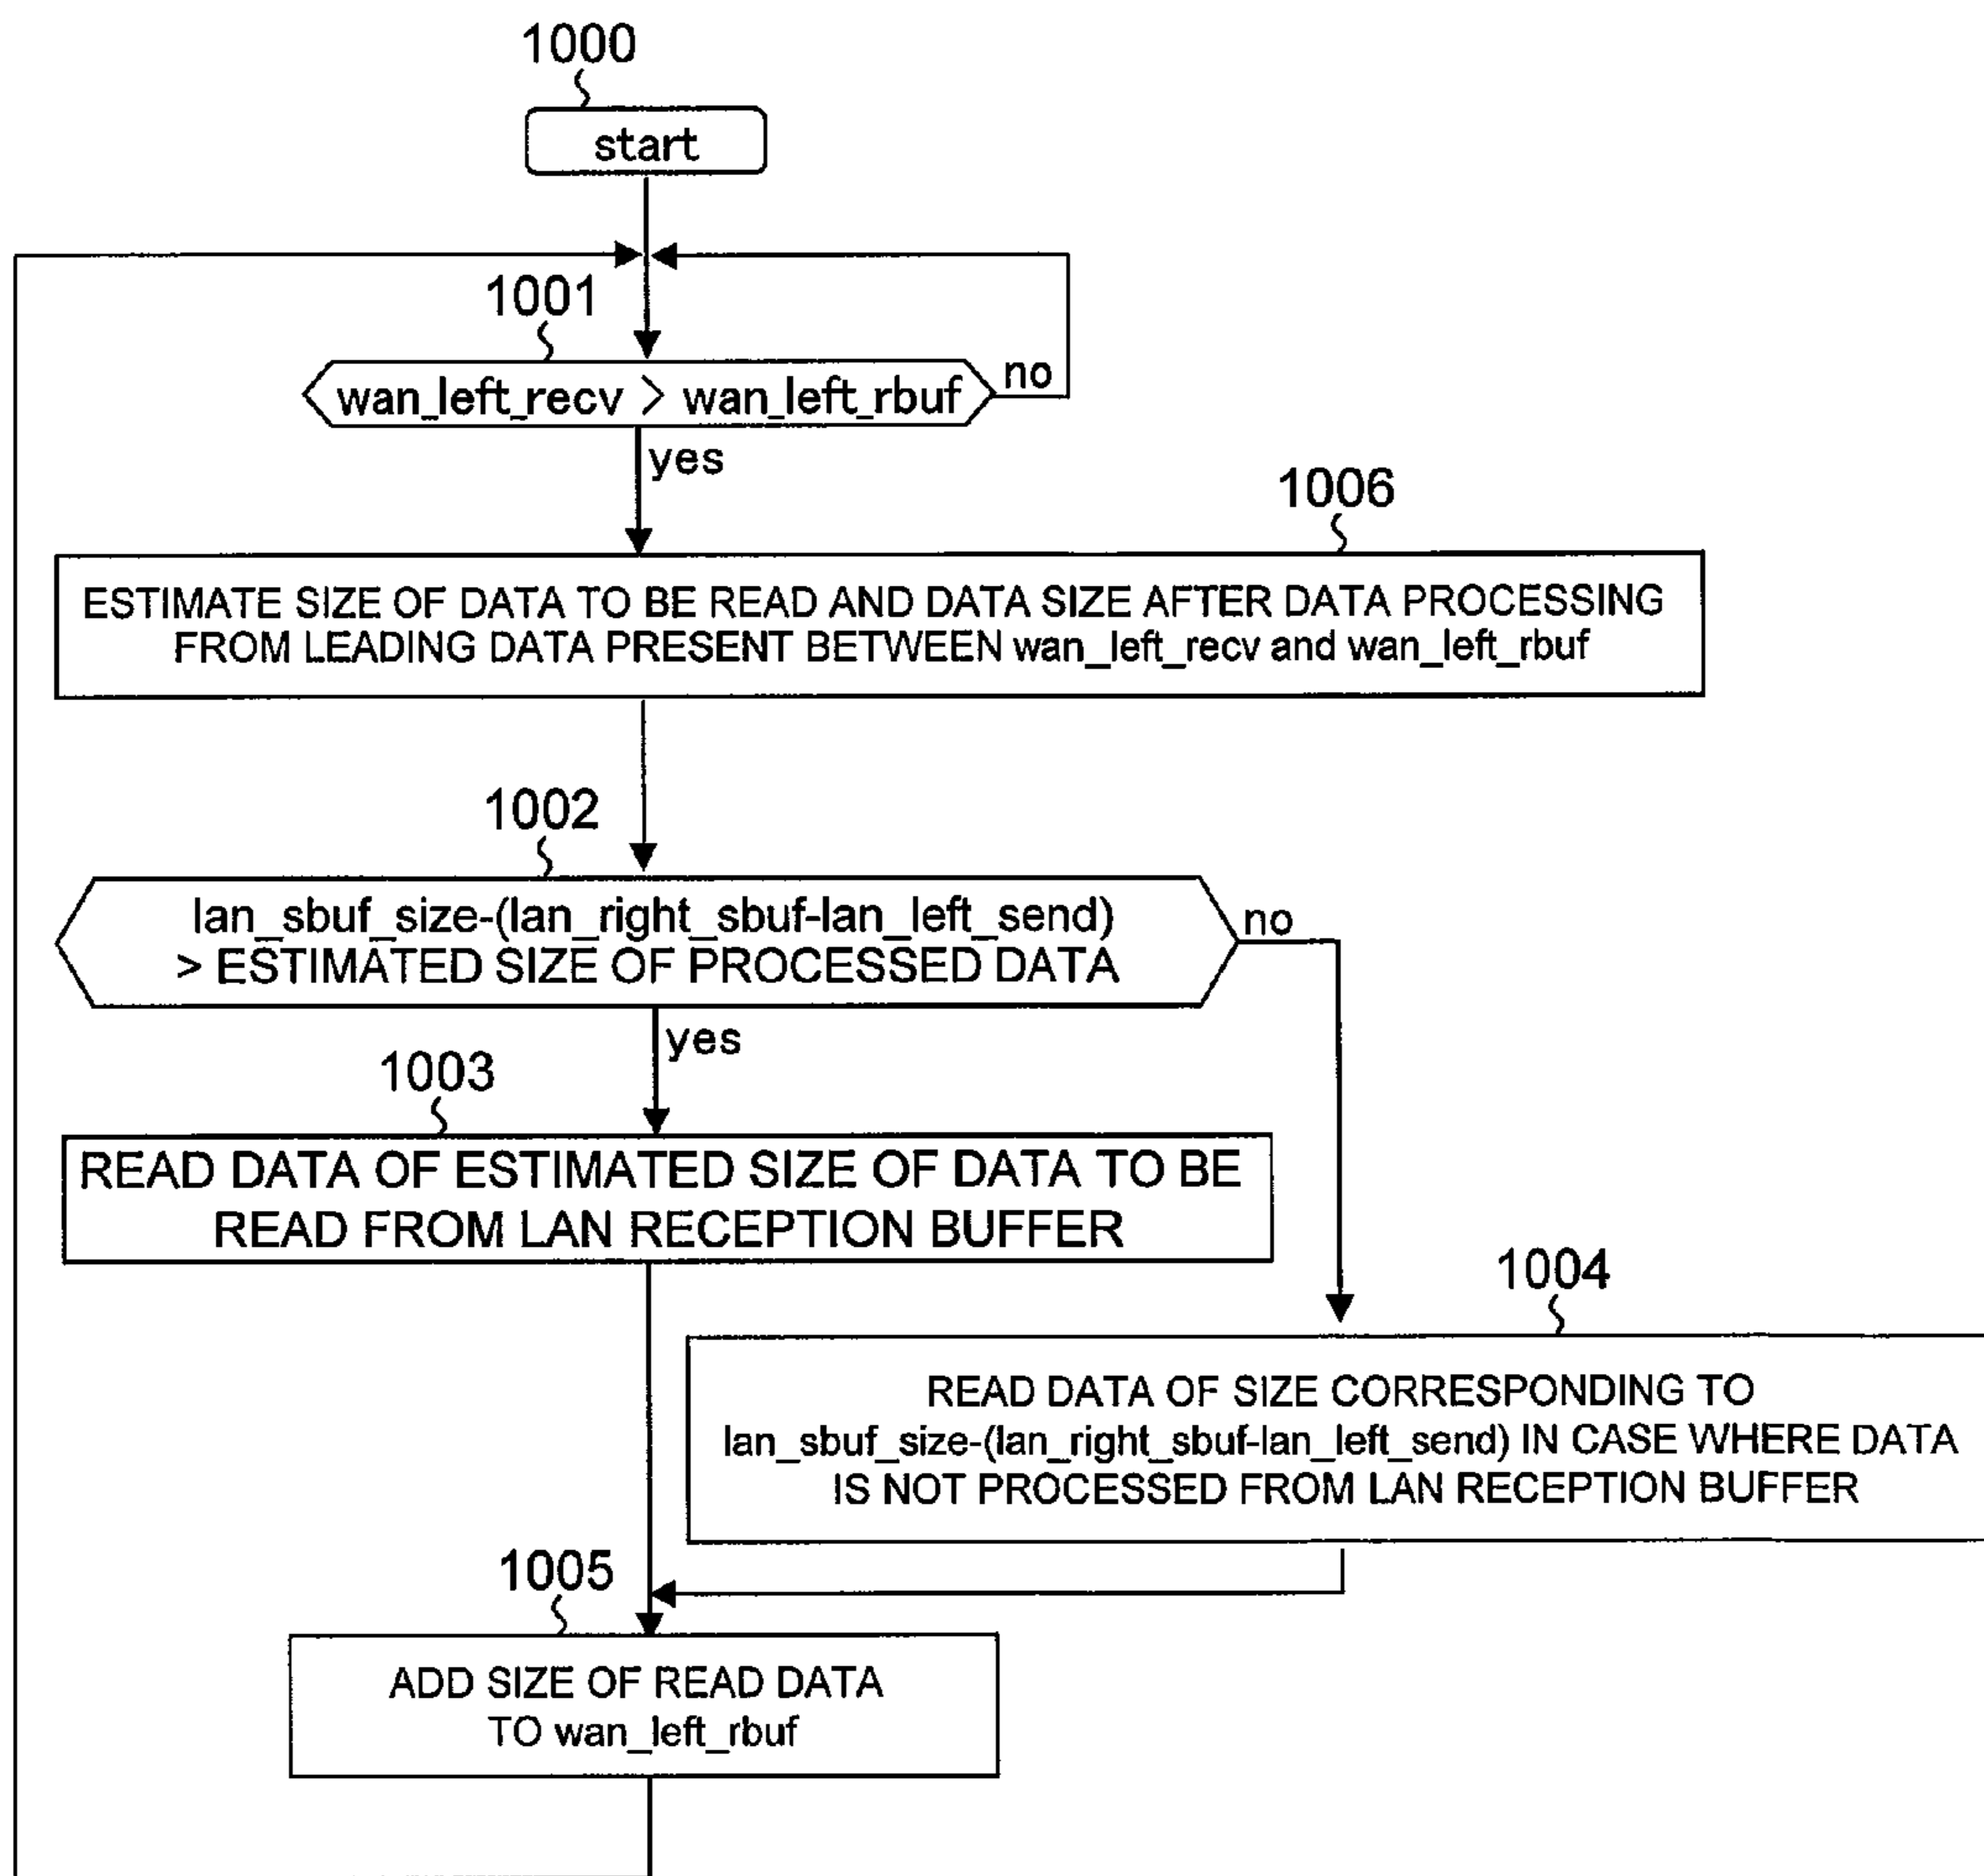 1000
start
1001
wan_left_recv > wan_left_rbuf
no
yes
1006
ESTIMATE SIZE OF DATA TO BE READ AND DATA SIZE AFTER DATA PROCESSING
FROM LEADING DATA PRESENT BETWEEN wan_left_recv and wan_left_rbuf
1002
lan_sbuf_size-(lan_right_sbuf-lan_left_send)
> ESTIMATED SIZE OF PROCESSED DATA
no
yes
1003
READ DATA OF ESTIMATED SIZE OF DATA TO BE
READ FROM LAN RECEPTION BUFFER
1004
READ DATA OF SIZE CORRESPONDING TO
lan_sbuf_size-(lan_right_sbuf-lan_left_send) IN CASE WHERE DATA
IS NOT PROCESSED FROM LAN RECEPTION BUFFER
1005
ADD SIZE OF READ DATA
TO wan_left_rbuf